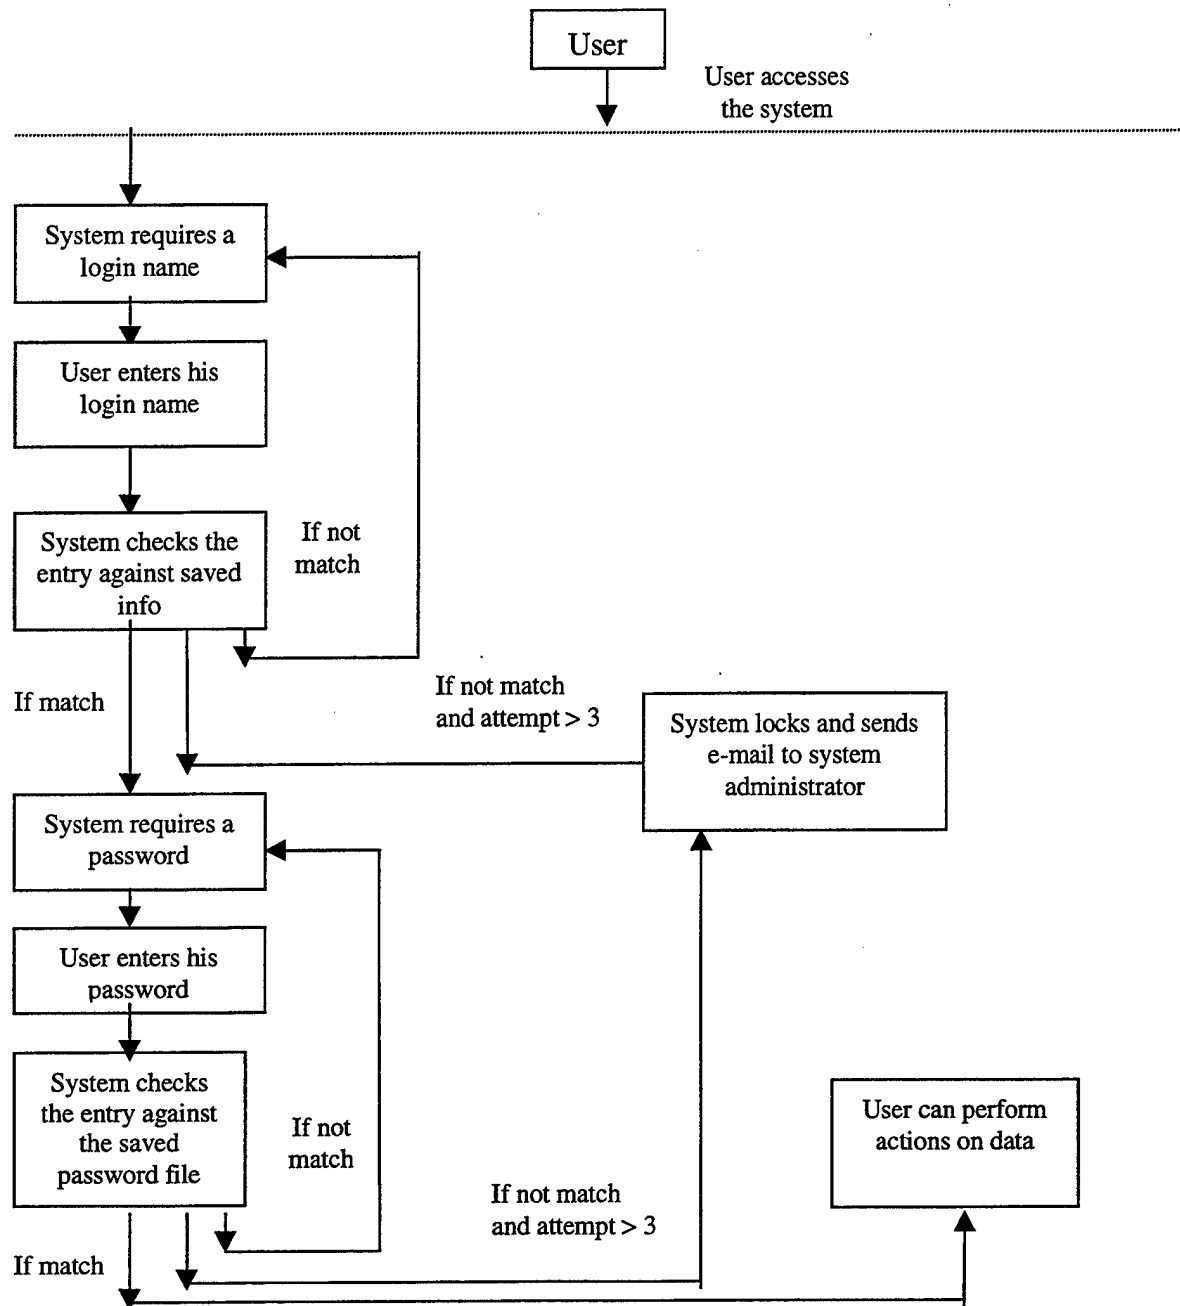 User
User accesses
the system
System requires a
login name
User enters his
login name
System checks the
entry against saved
info
If not
match
If match
If not match
and attempt > 3
System locks and sends
e-mail to system
administrator
System requires a
password
User enters his
password
System checks
the entry against
the saved
password file
If not
match
If not match
and attempt > 3
User can perform
actions on data
If match